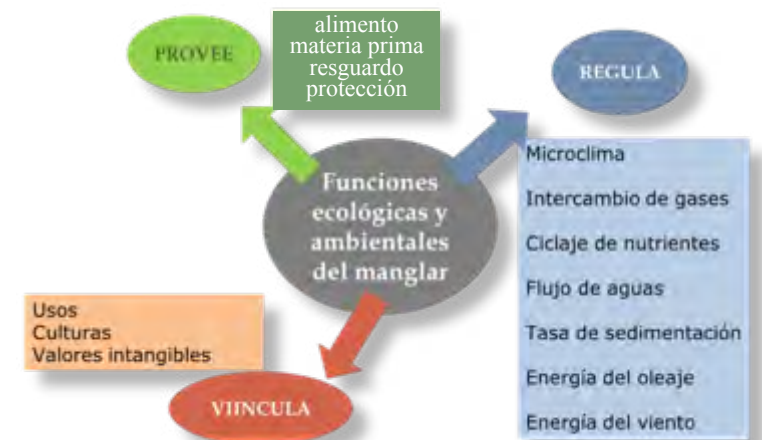 PROVEE
alimento
materia prima
resguardo
protección
REGULA
Microclima
Intercambio de gases
Ciclaje de nutrientes
Flujo de aguas
Tasa de sedimentación
Energía del oleaje
Energía del viento
Funciones
ecológicas y
ambientales
del manglar
Usos
Culturas
Valores intangibles
VIINCULA